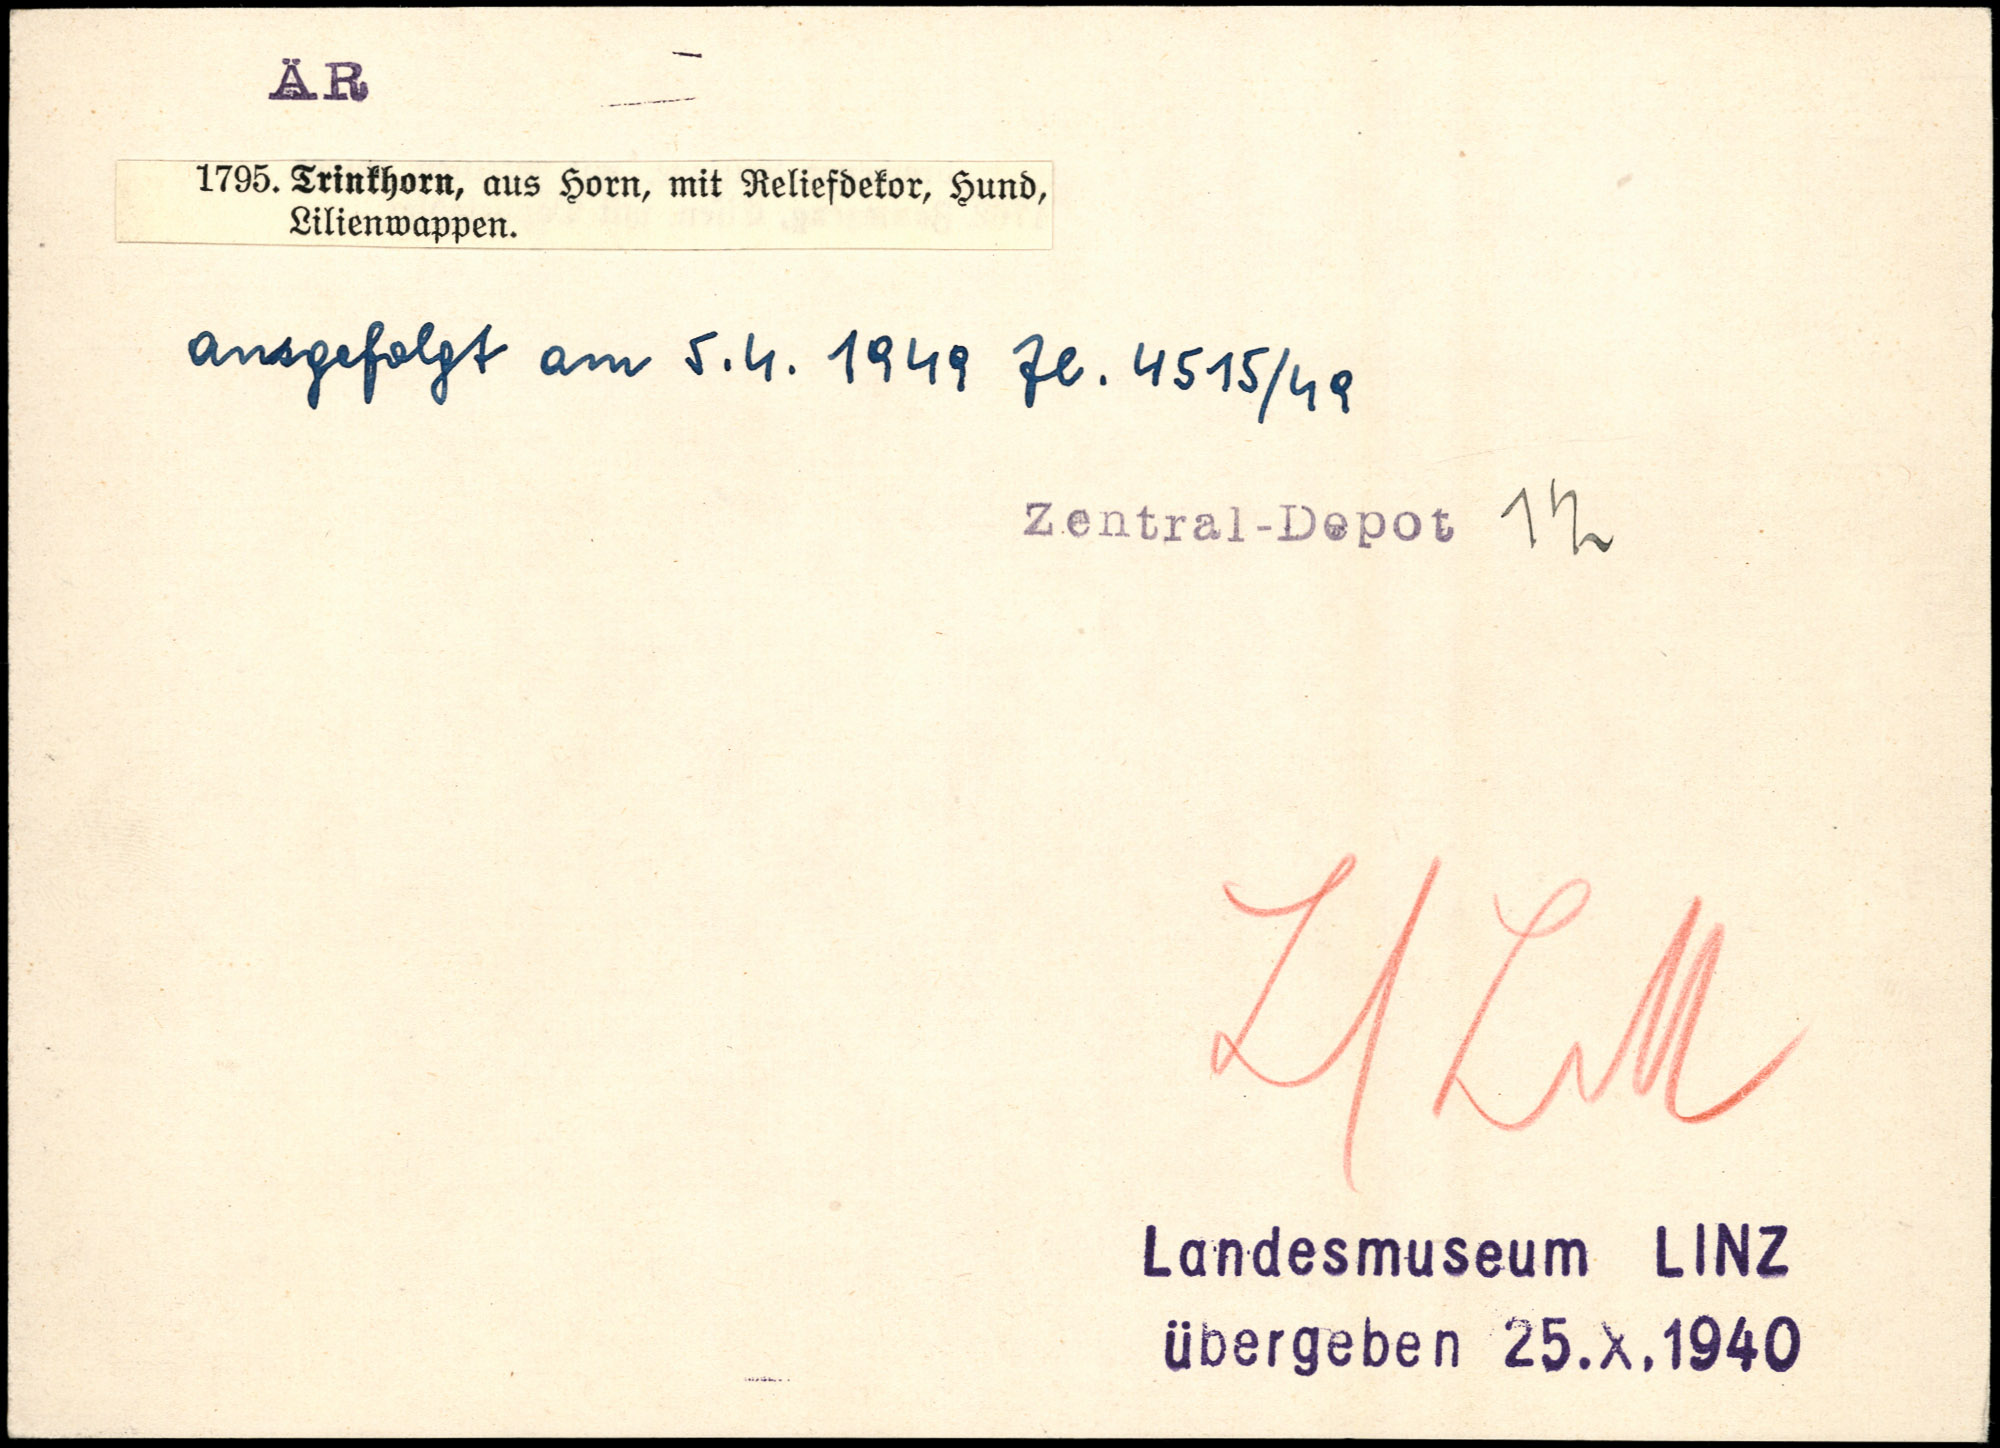 ÄR
1795. Trinkhorn, aus Horn, mit Reliefdekor, Hund,
Lilienwappen.
ausgefolgt am 5.4. 1949 Zl. 4515/49
Zentral-Depot 12
Landesmuseum LINZ
übergeben 25.X.1940